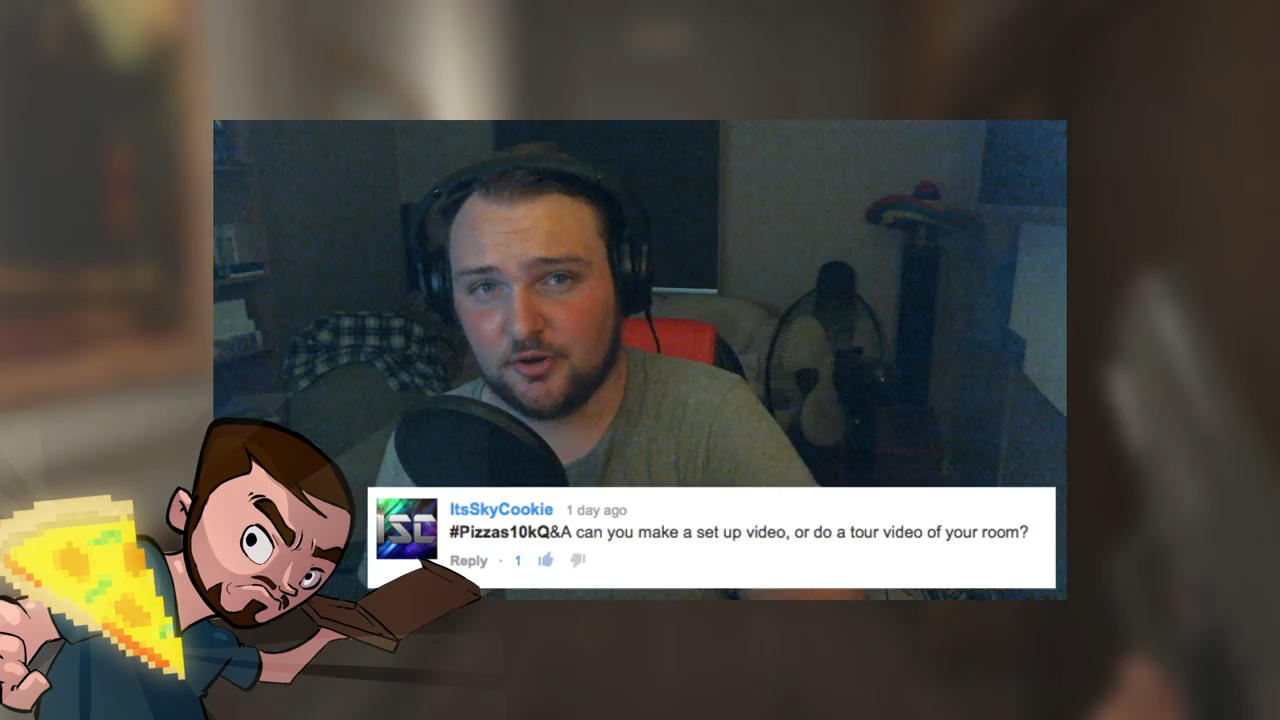 ItsSkyCookie 1 day ago
ISC
#Pizzas10kQ&A can you make a set up video, or do a tour video of your room?
Reply · 1